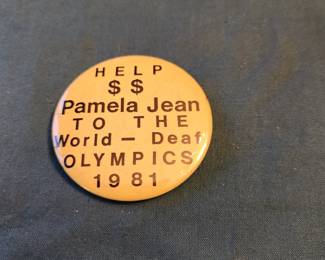 HELP
$$
Pamela Jean
TO THE
World — Deaf
OLYMPICS
1981